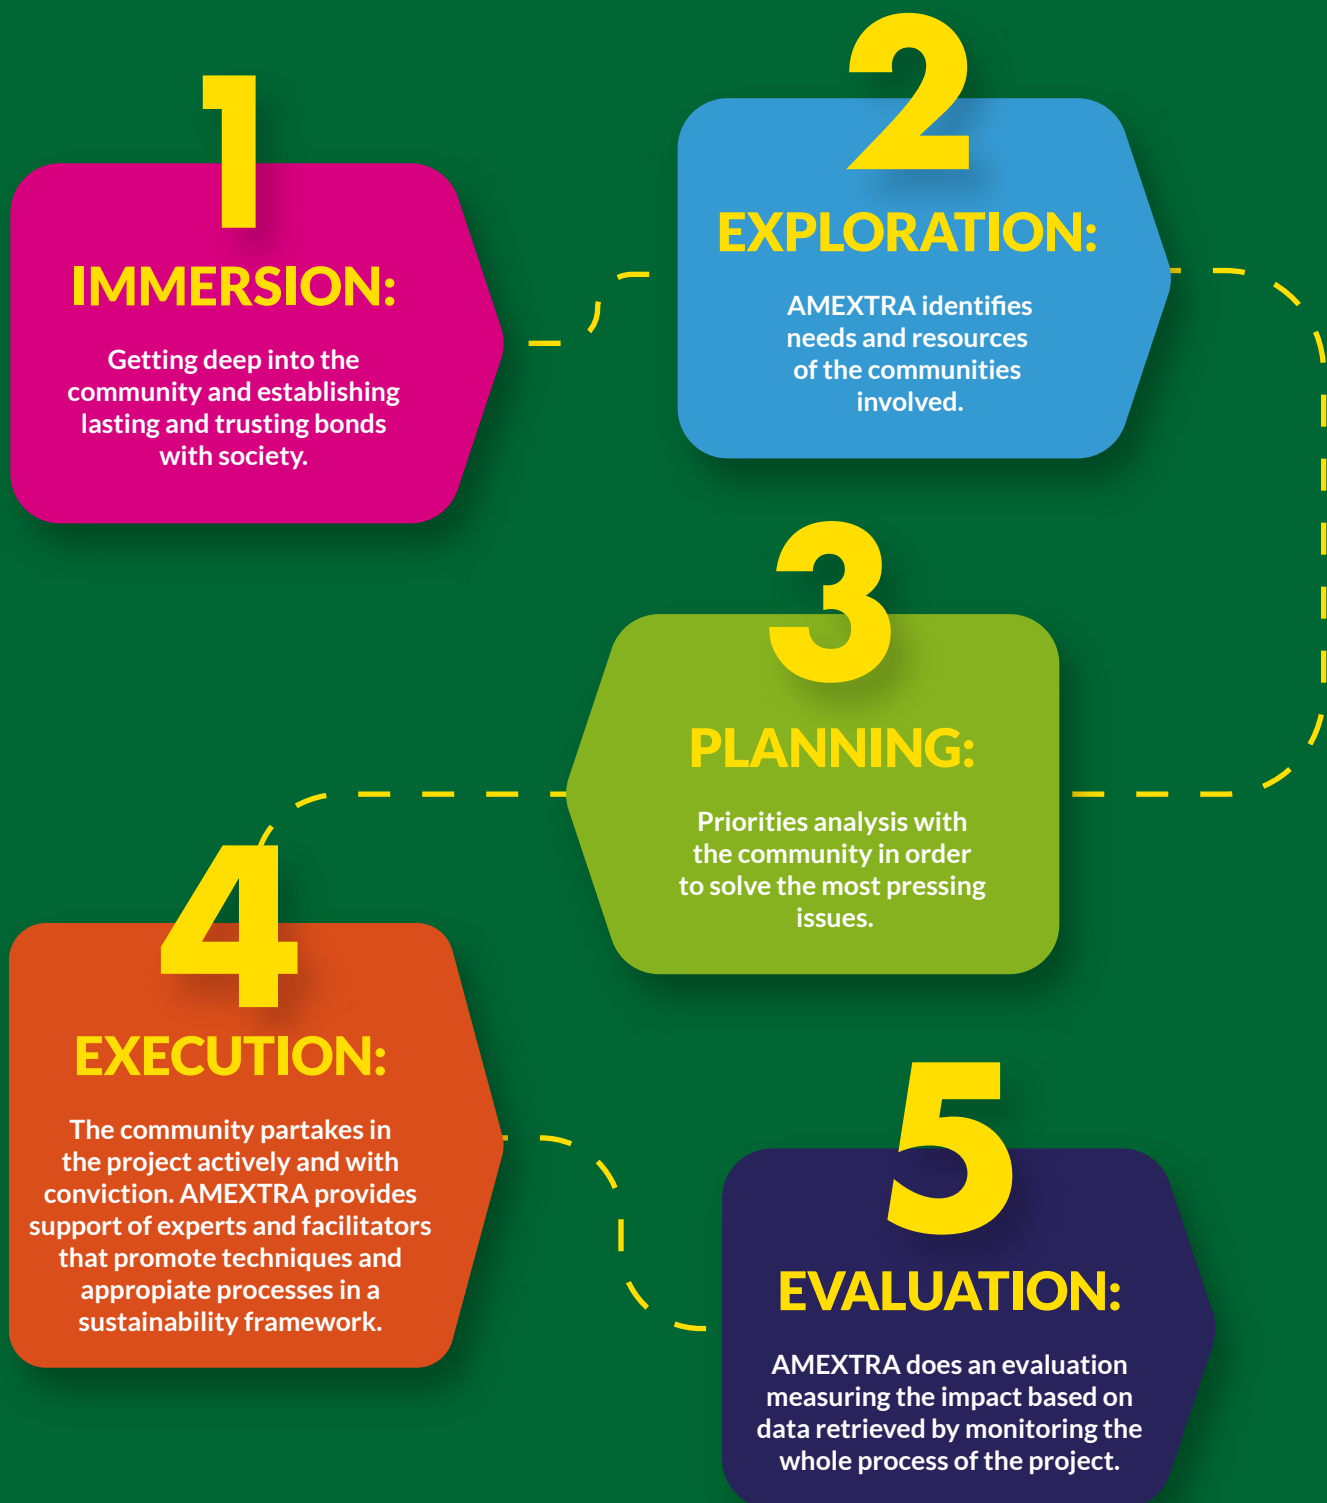 1
IMMERSION:
Getting deep into the
community and establishing
lasting and trusting bonds
with society.
2
EXPLORATION:
AMEXTRA identifies
needs and resources
of the communities
involved.
3
PLANNING:
Priorities analysis with
the community in order
to solve the most pressing
issues.
4
EXECUTION:
The community partakes in
the project actively and with
conviction. AMEXTRA provides
support of experts and facilitators
that promote techniques and
appropiate processes in a
sustainability framework.
5
EVALUATION:
AMEXTRA does an evaluation
measuring the impact based on
data retrieved by monitoring the
whole process of the project.